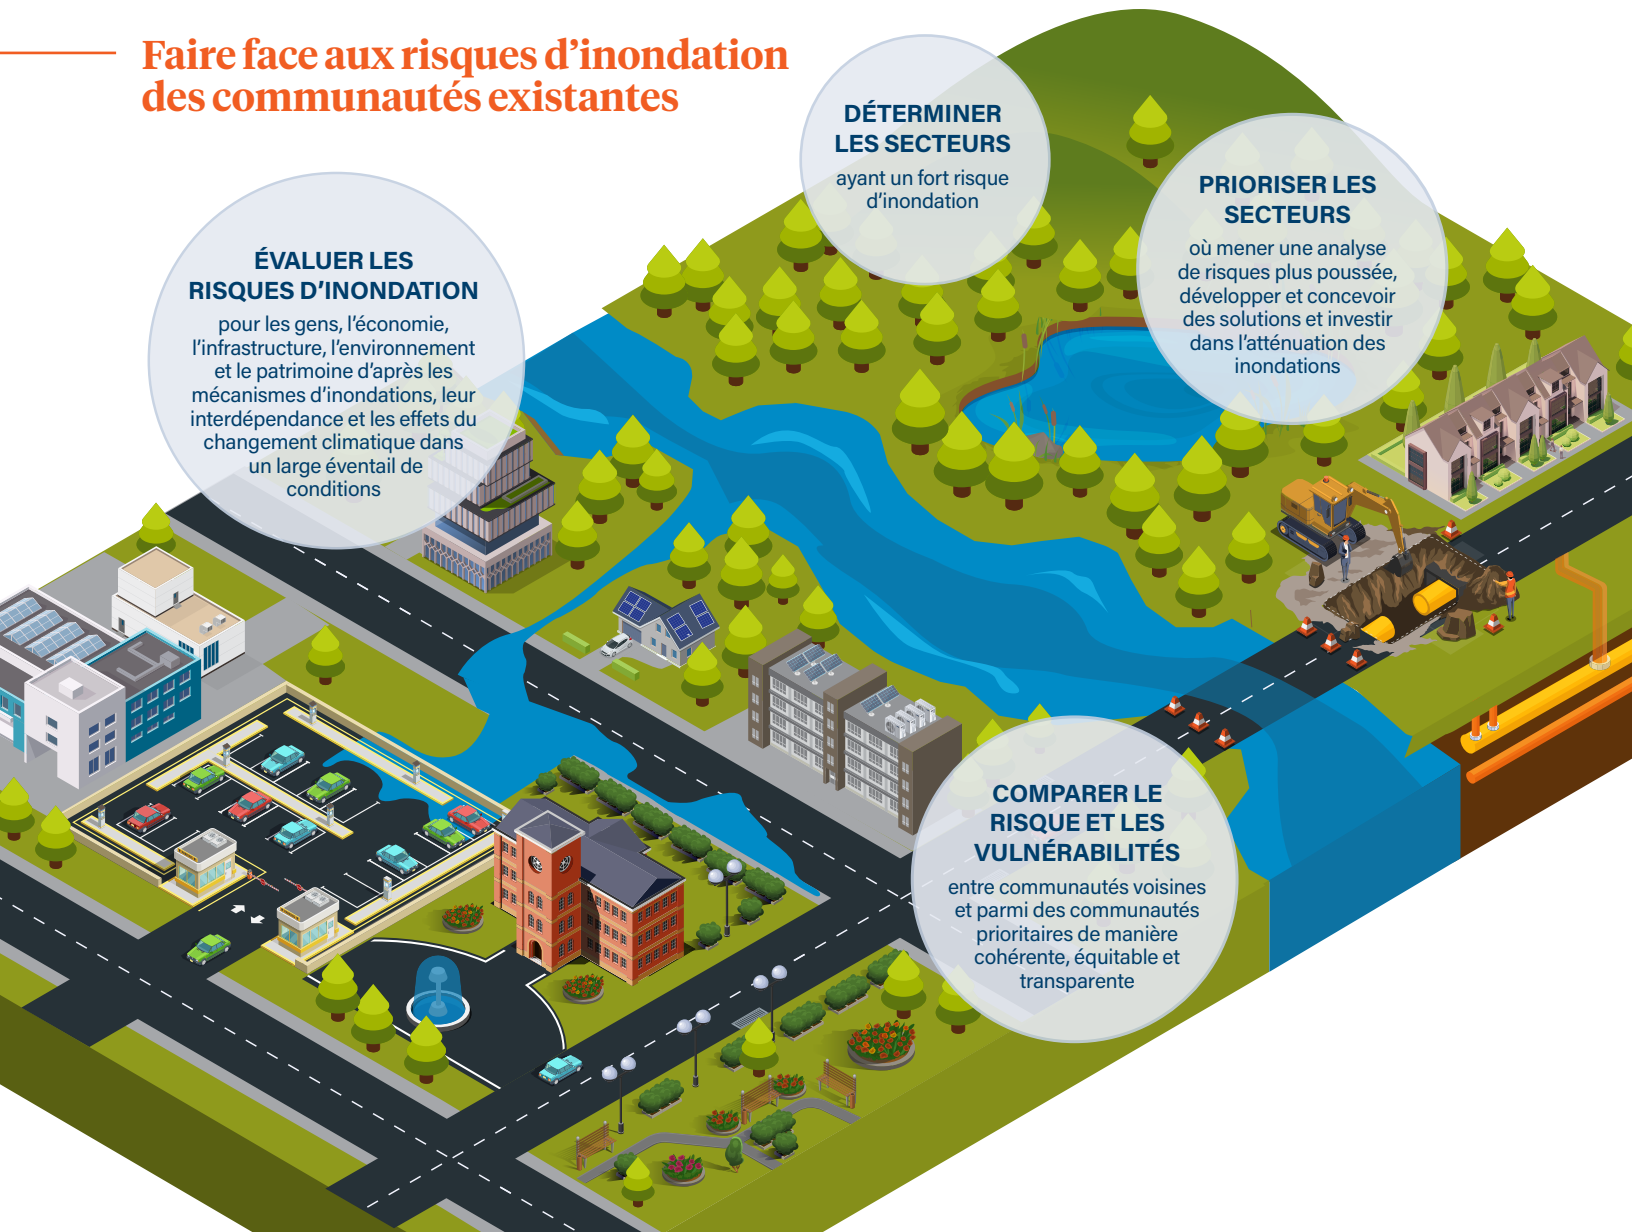 Faire face aux risques d’inondation
des communautés existantes
DÉTERMINER
LES SECTEURS
ayant un fort risque
d’inondation
PRIORISER LES
SECTEURS
où mener une analyse
de risques plus poussée,
développer et concevoir
des solutions et investir
dans l’atténuation des
inondations
ÉVALUER LES
RISQUES D’INONDATION
pour les gens, l’économie,
l’infrastructure, l’environnement
et le patrimoine d’après les
mécanismes d’inondations, leur
interdépendance et les effets du
changement climatique dans
un large éventail de
conditions
COMPARER LE
RISQUE ET LES
VULNÉRABILITÉS
entre communautés voisines
et parmi des communautés
prioritaires de manière
cohérente, équitable et
transparente